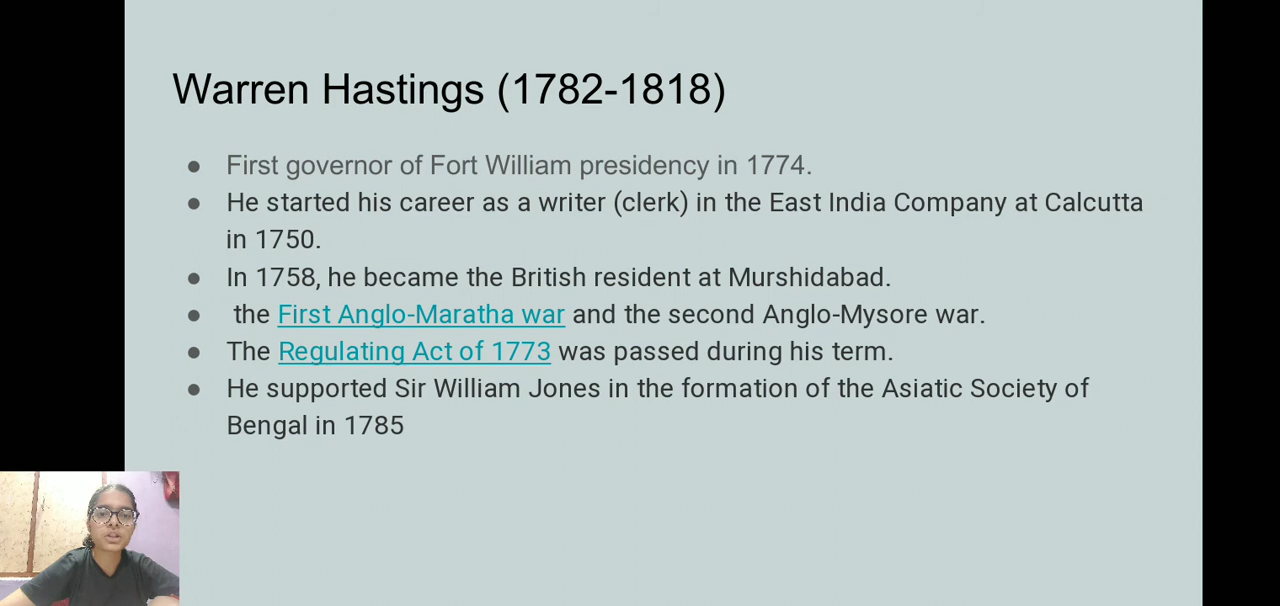 Warren Hastings (1782-1818)
● First governor of Fort William presidency in 1774.
● He started his career as a writer (clerk) in the East India Company at Calcutta
in 1750.
● In 1758, he became the British resident at Murshidabad.
● the First Anglo-Maratha war and the second Anglo-Mysore war.
● The Regulating Act of 1773 was passed during his term.
● He supported Sir William Jones in the formation of the Asiatic Society of
Bengal in 1785